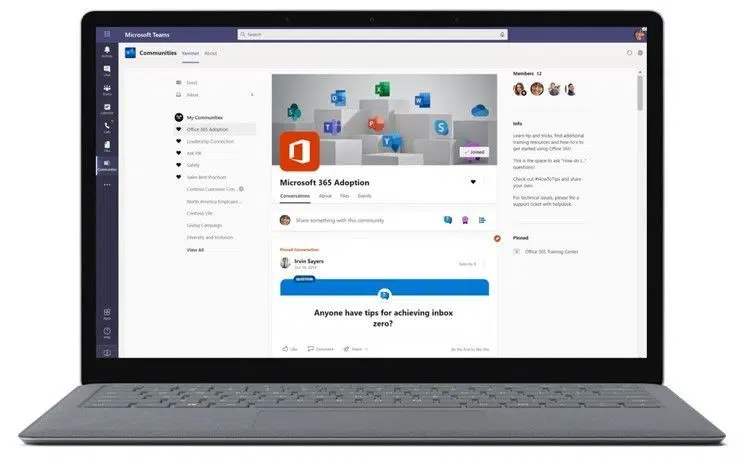 Microsoft Teams
Search
Activity
Chat
Teams
Calendar
Calls
Files
Communities
Apps
Help
Communities
Yammer
About
Feed
Inbox
My Communities
Office 365 Adoption
Leadership Connection
Ask HR
Safety
Sales Best Practices
Contoso Customer Con...
North America Employee...
Contoso Life
Giving Campaign
Diversity and Inclusion
View All
Joined
Microsoft 365 Adoption
Conversations
About
Files
Events
Share something with this community
Pinned Conversation
Irvin Sayers
Seen by 8
QUESTION
Anyone have tips for achieving inbox
zero?
Like
Comment
Share
Be the first to like this
Members 12
Info
Learn tip and tricks, find additional
training resources and how-to's to
get started using Office 365!
This is the space to ask "How do I..."
questions!
Check out #HowToTips and share
your own.
For technical issues, please file a
support ticket with helpdesk.
Pinned
Office 365 Training Center